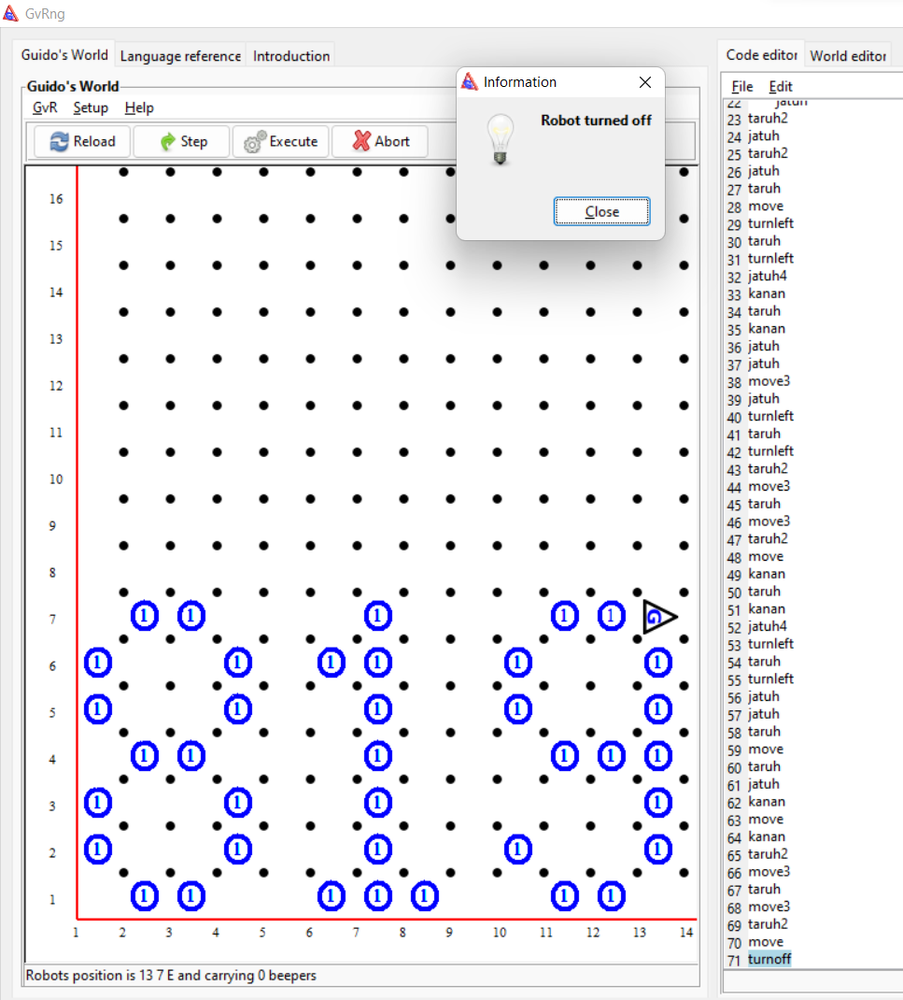 GvRng
Guido's World Language reference Introduction
Guido's World
GvR Setup Help
Reload Step Execute Abort
Information
Robot turned off
Close
16
15
14
13
12
11
10
9
8
7 1 1 1 1 1 G
6 1 1 1 1 1 1
5 1 1 1 1 1
4 1 1 1 1 1 1
3 1 1 1 1
2 1 1 1 1 1
1 1 1 1 1 1 1 1
1 2 3 4 5 6 7 8 9 10 11 12 13 14
Robots position is 13 7 E and carrying 0 beepers
Code editor World editor
File Edit
22 jatuh
23 taruh2
24 jatuh
25 taruh2
26 jatuh
27 taruh
28 move
29 turnleft
30 taruh
31 turnleft
32 jatuh4
33 kanan
34 taruh
35 kanan
36 jatuh
37 jatuh
38 move3
39 jatuh
40 turnleft
41 taruh
42 turnleft
43 taruh2
44 move3
45 taruh
46 move3
47 taruh2
48 move
49 kanan
50 taruh
51 kanan
52 jatuh4
53 turnleft
54 taruh
55 turnleft
56 jatuh
57 jatuh
58 taruh
59 move
60 taruh
61 jatuh
62 kanan
63 move
64 kanan
65 taruh2
66 move3
67 taruh
68 move3
69 taruh2
70 move
71 turnoff